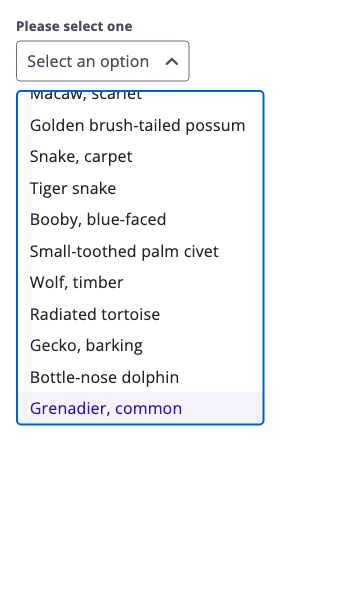 Please select one
Select an option
Macaw, scarlet
Golden brush-tailed possum
Snake, carpet
Tiger snake
Booby, blue-faced
Small-toothed palm civet
Wolf, timber
Radiated tortoise
Gecko, barking
Bottle-nose dolphin
Grenadier, common